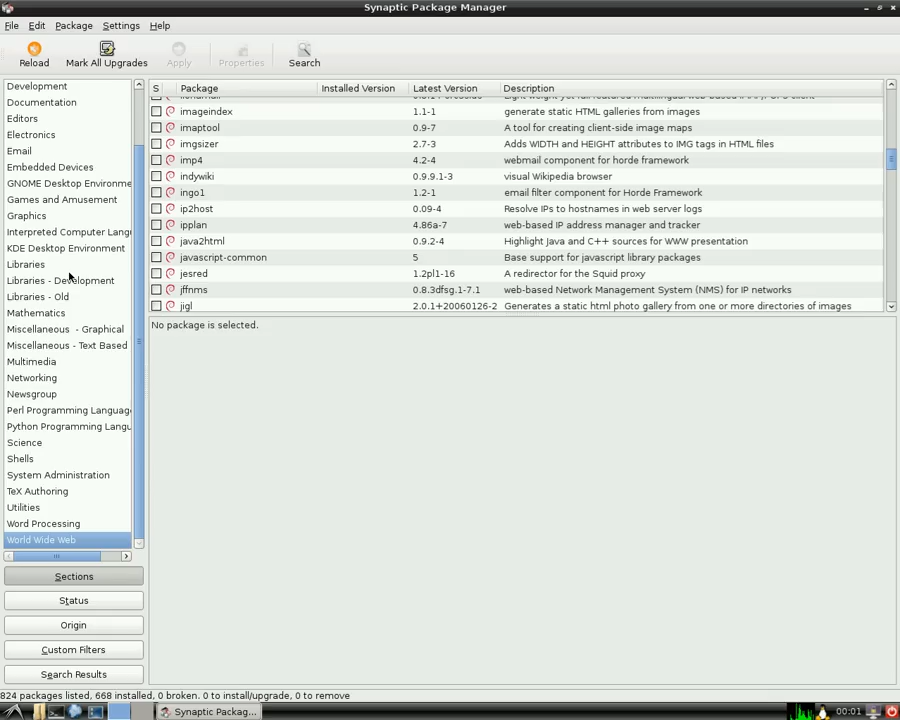 Synaptic Package Manager
File Edit Package Settings Help
Reload Mark All Upgrades Apply Properties Search
Development
Documentation
Editors
Electronics
Email
Embedded Devices
GNOME Desktop Environme
Games and Amusement
Graphics
Interpreted Computer Langu
KDE Desktop Environment
Libraries
Libraries - Development
Libraries - Old
Mathematics
Miscellaneous - Graphical
Miscellaneous - Text Based
Multimedia
Networking
Newsgroup
Perl Programming Language
Python Programming Langu
Science
Shells
System Administration
TeX Authoring
Utilities
Word Processing
World Wide Web
Sections
Status
Origin
Custom Filters
Search Results
S Package Installed Version Latest Version Description
imageindex 1.1-1 generate static HTML galleries from images
imaptool 0.9-7 A tool for creating client-side image maps
imgsizer 2.7-3 Adds WIDTH and HEIGHT attributes to IMG tags in HTML files
imp4 4.2-4 webmail component for horde framework
indywiki 0.9.9.1-3 visual Wikipedia browser
ingo1 1.2-1 email filter component for Horde Framework
ip2host 0.09-4 Resolve IPs to hostnames in web server logs
ipplan 4.86a-7 web-based IP address manager and tracker
java2html 0.9.2-4 Highlight Java and C++ sources for WWW presentation
javascript-common 5 Base support for javascript library packages
jesred 1.2pl1-16 A redirector for the Squid proxy
jffnms 0.8.3dfsg.1-7.1 web-based Network Management System (NMS) for IP networks
jigl 2.0.1+20060126-2 Generates a static html photo gallery from one or more directories of images
No package is selected.
824 packages listed, 668 installed, 0 broken. 0 to install/upgrade, 0 to remove
Synaptic Packag... 00:01